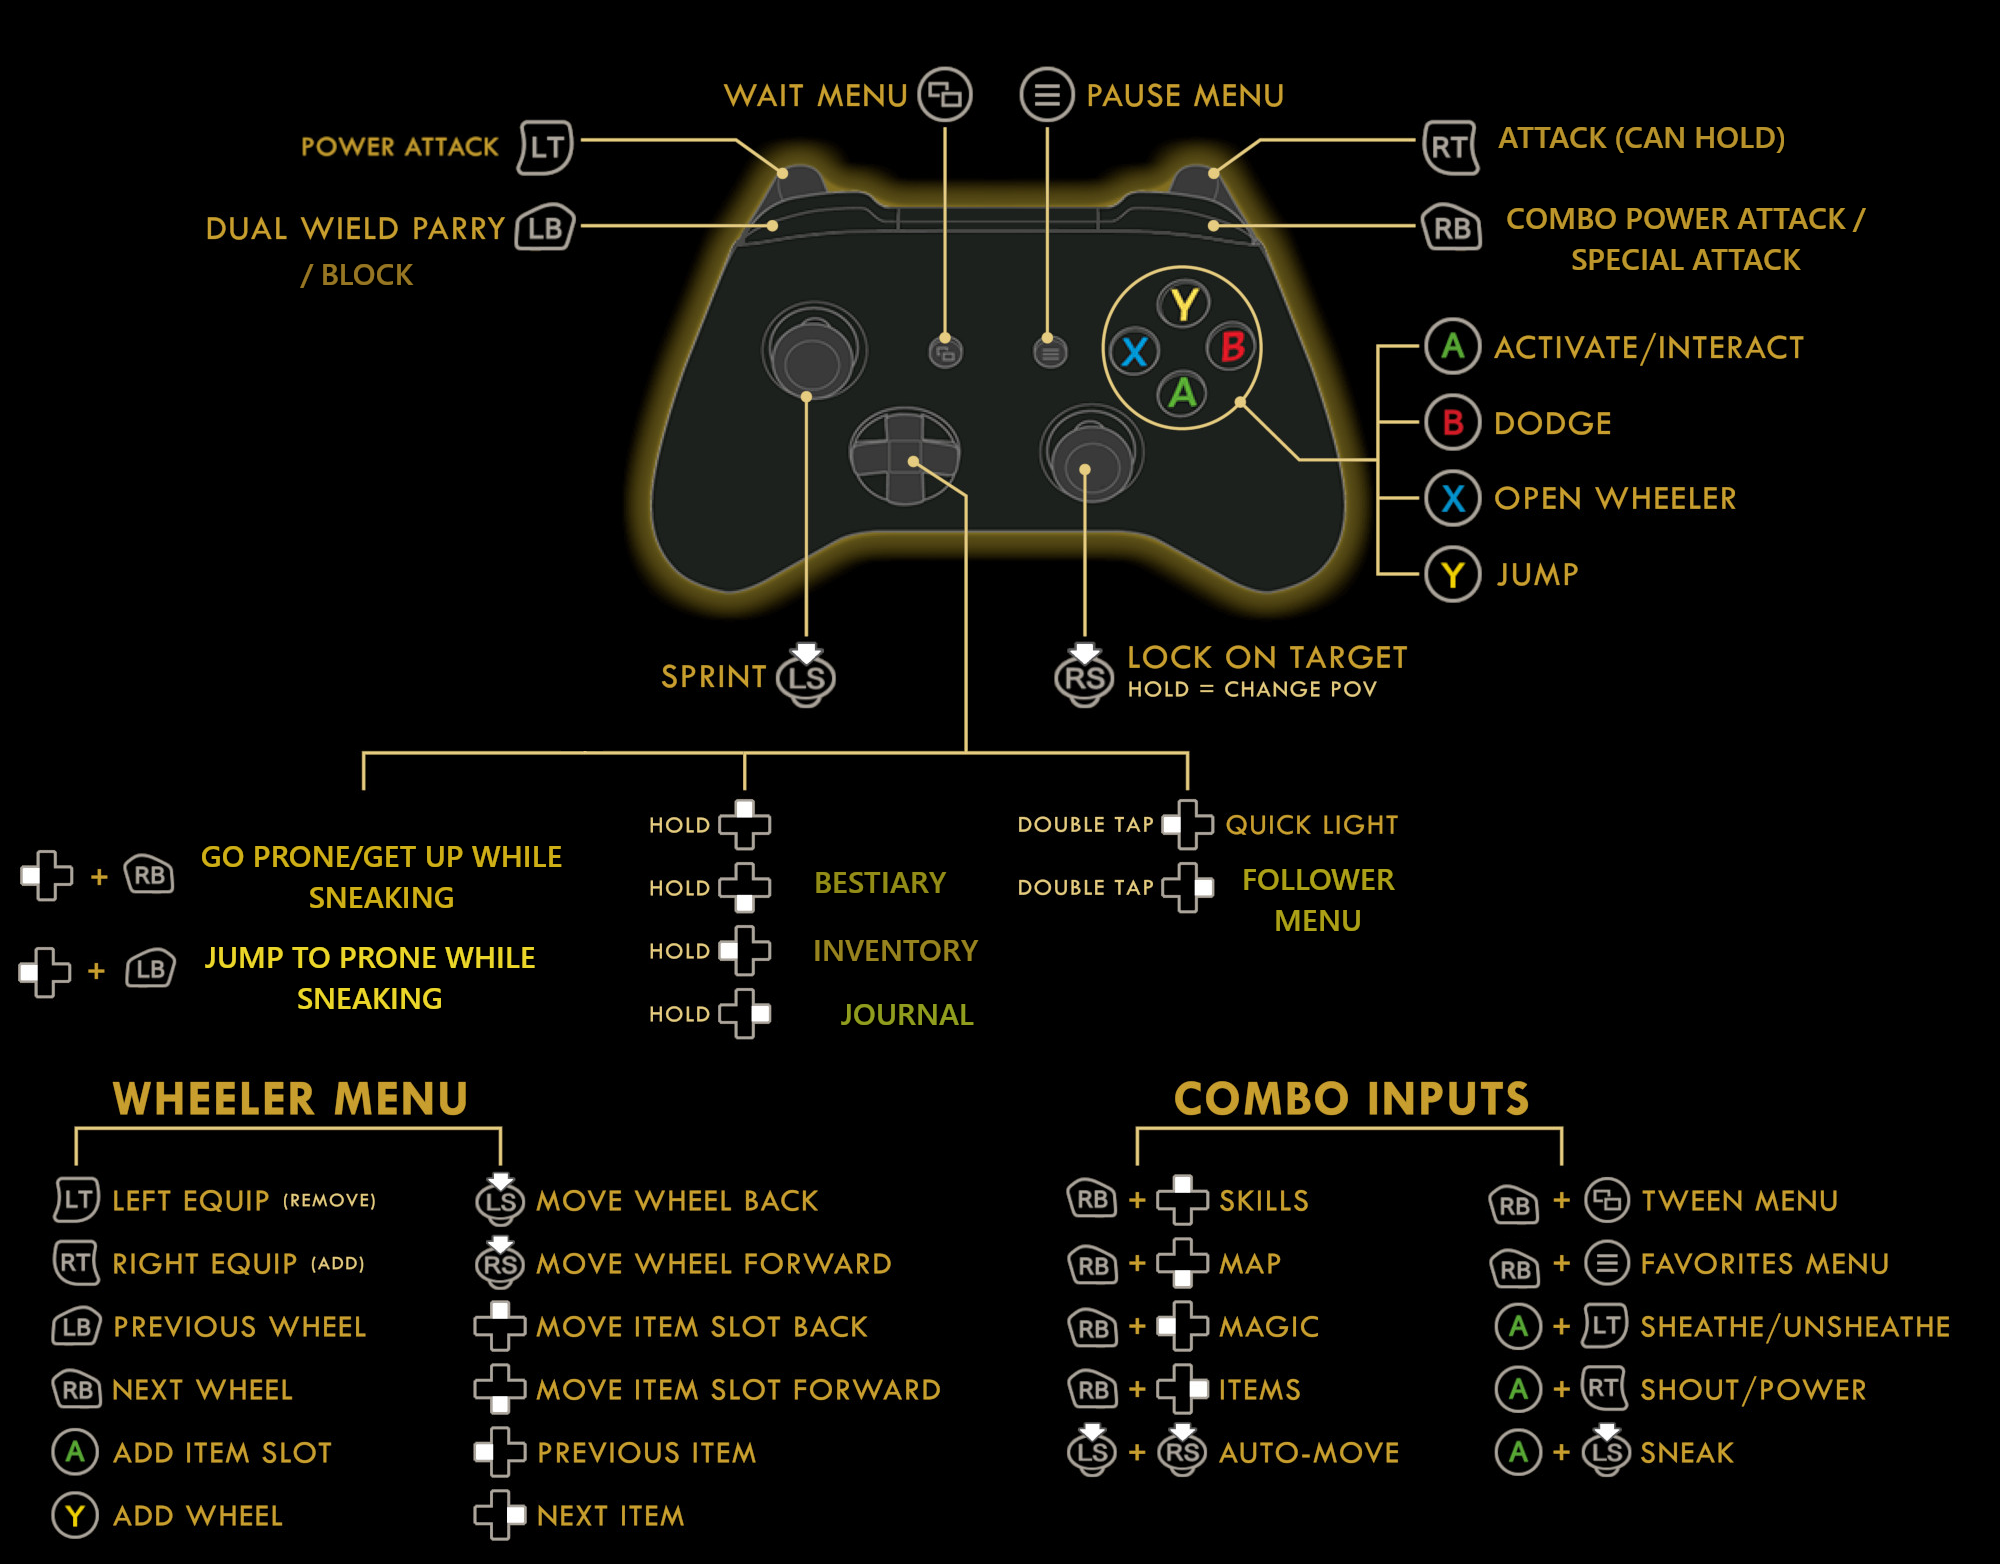 WAIT MENU
PAUSE MENU
POWER ATTACK LT
RT ATTACK (CAN HOLD)
DUAL WIELD PARRY LB
/ BLOCK
RB COMBO POWER ATTACK /
SPECIAL ATTACK
Y
X B
A
A ACTIVATE/INTERACT
B DODGE
X OPEN WHEELER
Y JUMP
SPRINT LS
RS LOCK ON TARGET
HOLD = CHANGE POV
+ RB GO PRONE/GET UP WHILE
SNEAKING
+ LB JUMP TO PRONE WHILE
SNEAKING
HOLD
HOLD BESTIARY
HOLD INVENTORY
HOLD JOURNAL
DOUBLE TAP QUICK LIGHT
DOUBLE TAP FOLLOWER
MENU
WHEELER MENU
LT LEFT EQUIP (REMOVE)
RT RIGHT EQUIP (ADD)
LB PREVIOUS WHEEL
RB NEXT WHEEL
A ADD ITEM SLOT
Y ADD WHEEL
LS MOVE WHEEL BACK
RS MOVE WHEEL FORWARD
MOVE ITEM SLOT BACK
MOVE ITEM SLOT FORWARD
PREVIOUS ITEM
NEXT ITEM
COMBO INPUTS
RB + SKILLS
RB + MAP
RB + MAGIC
RB + ITEMS
LS + RS AUTO-MOVE
RB + TWEEN MENU
RB + FAVORITES MENU
A + LT SHEATHE/UNSHEATHE
A + RT SHOUT/POWER
A + LS SNEAK